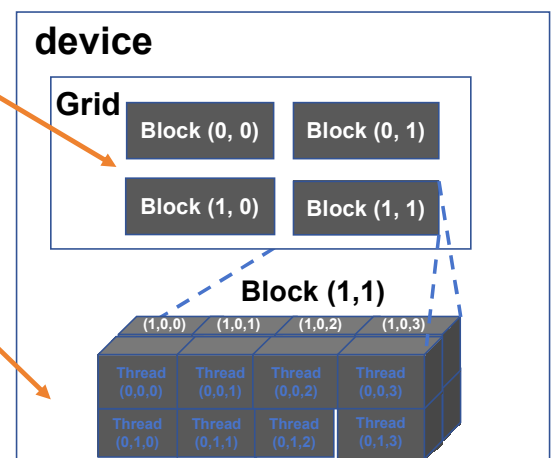 device
Grid
Block (0, 0) Block (0, 1)
Block (1, 0) Block (1, 1)
Block (1,1)
(1,0,0) (1,0,1) (1,0,2) (1,0,3)
Thread Thread Thread Thread
(0,0,0) (0,0,1) (0,0,2) (0,0,3)
Thread Thread Thread Thread
(0,1,0) (0,1,1) (0,1,2) (0,1,3)